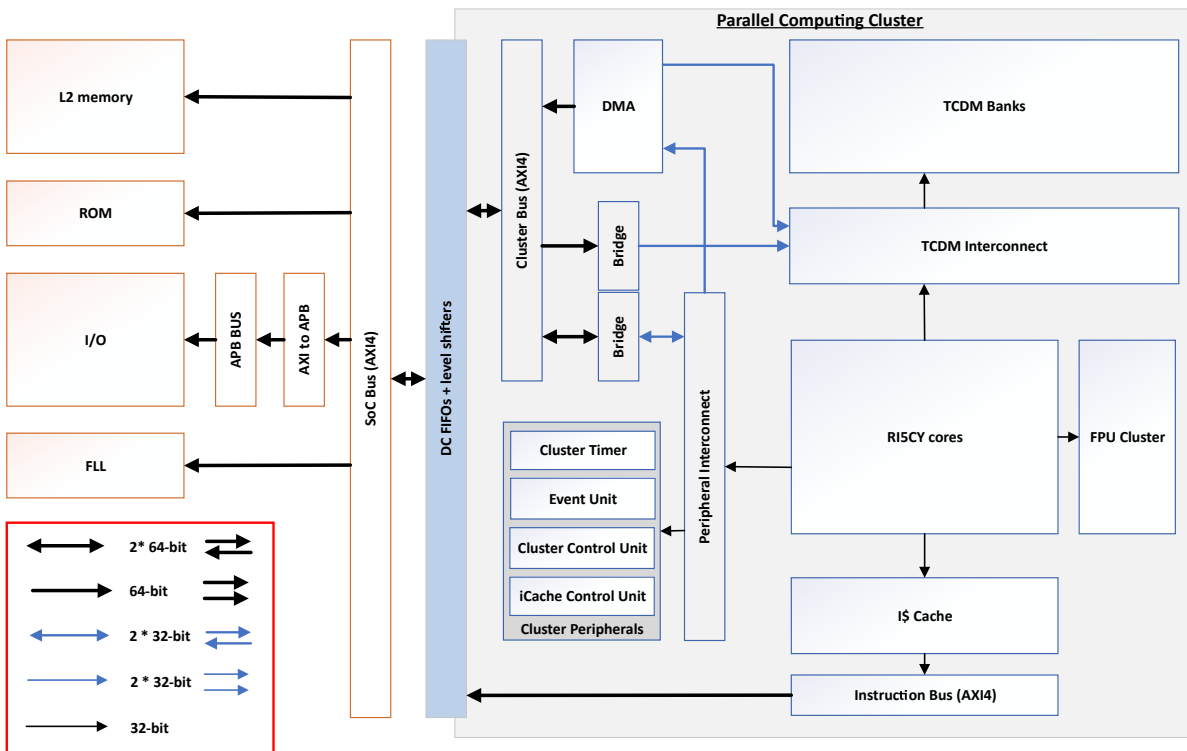 Parallel Computing Cluster
L2 memory
ROM
I/O
APB BUS
AXI to APB
FLL
SoC Bus (AXI4)
DC FIFOs + level shifters
Cluster Bus (AXI4)
DMA
Bridge
Bridge
TCDM Banks
TCDM Interconnect
Peripheral Interconnect
RI5CY cores
FPU Cluster
Cluster Timer
Event Unit
Cluster Control Unit
iCache Control Unit
Cluster Peripherals
I$ Cache
Instruction Bus (AXI4)
2* 64-bit
64-bit
2 * 32-bit
2 * 32-bit
32-bit